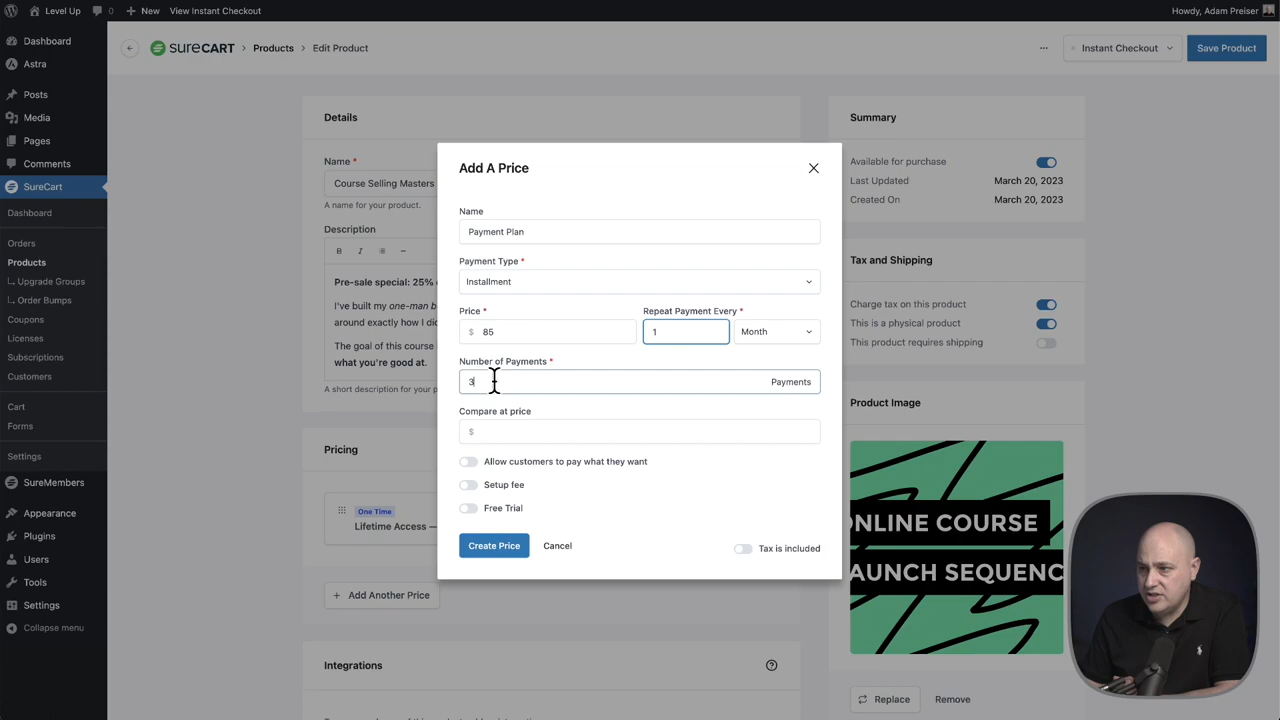 Level Up
0
New
View Instant Checkout
Howdy, Adam Preiser
Dashboard
Astra
Posts
Media
Pages
Comments
SureCart
Dashboard
Orders
Products
Upgrade Groups
Order Bumps
Coupons
Licenses
Subscriptions
Customers
Cart
Forms
Settings
SureMembers
Appearance
Plugins
Users
Tools
Settings
Collapse menu
SURECART
Products
Edit Product
Instant Checkout
Save Product
Details
Name *
Course Selling Masters
A name for your product.
Description
B I
Pre-sale special: 25%
I've built my one-man b
around exactly how I di
The goal of this course
what you're good at.
A short description for your p
Pricing
One Time
Lifetime Access —
+ Add Another Price
Integrations
Add A Price
Name
Payment Plan
Payment Type *
Installment
Price *
$ 85
Repeat Payment Every *
1
Month
Number of Payments *
3
Payments
Compare at price
$
Allow customers to pay what they want
Setup fee
Free Trial
Create Price
Cancel
Tax is included
Summary
Available for purchase
Last Updated
March 20, 2023
Created On
March 20, 2023
Tax and Shipping
Charge tax on this product
This is a physical product
This product requires shipping
Product Image
ONLINE COURSE
LAUNCH SEQUENC
Replace
Remove